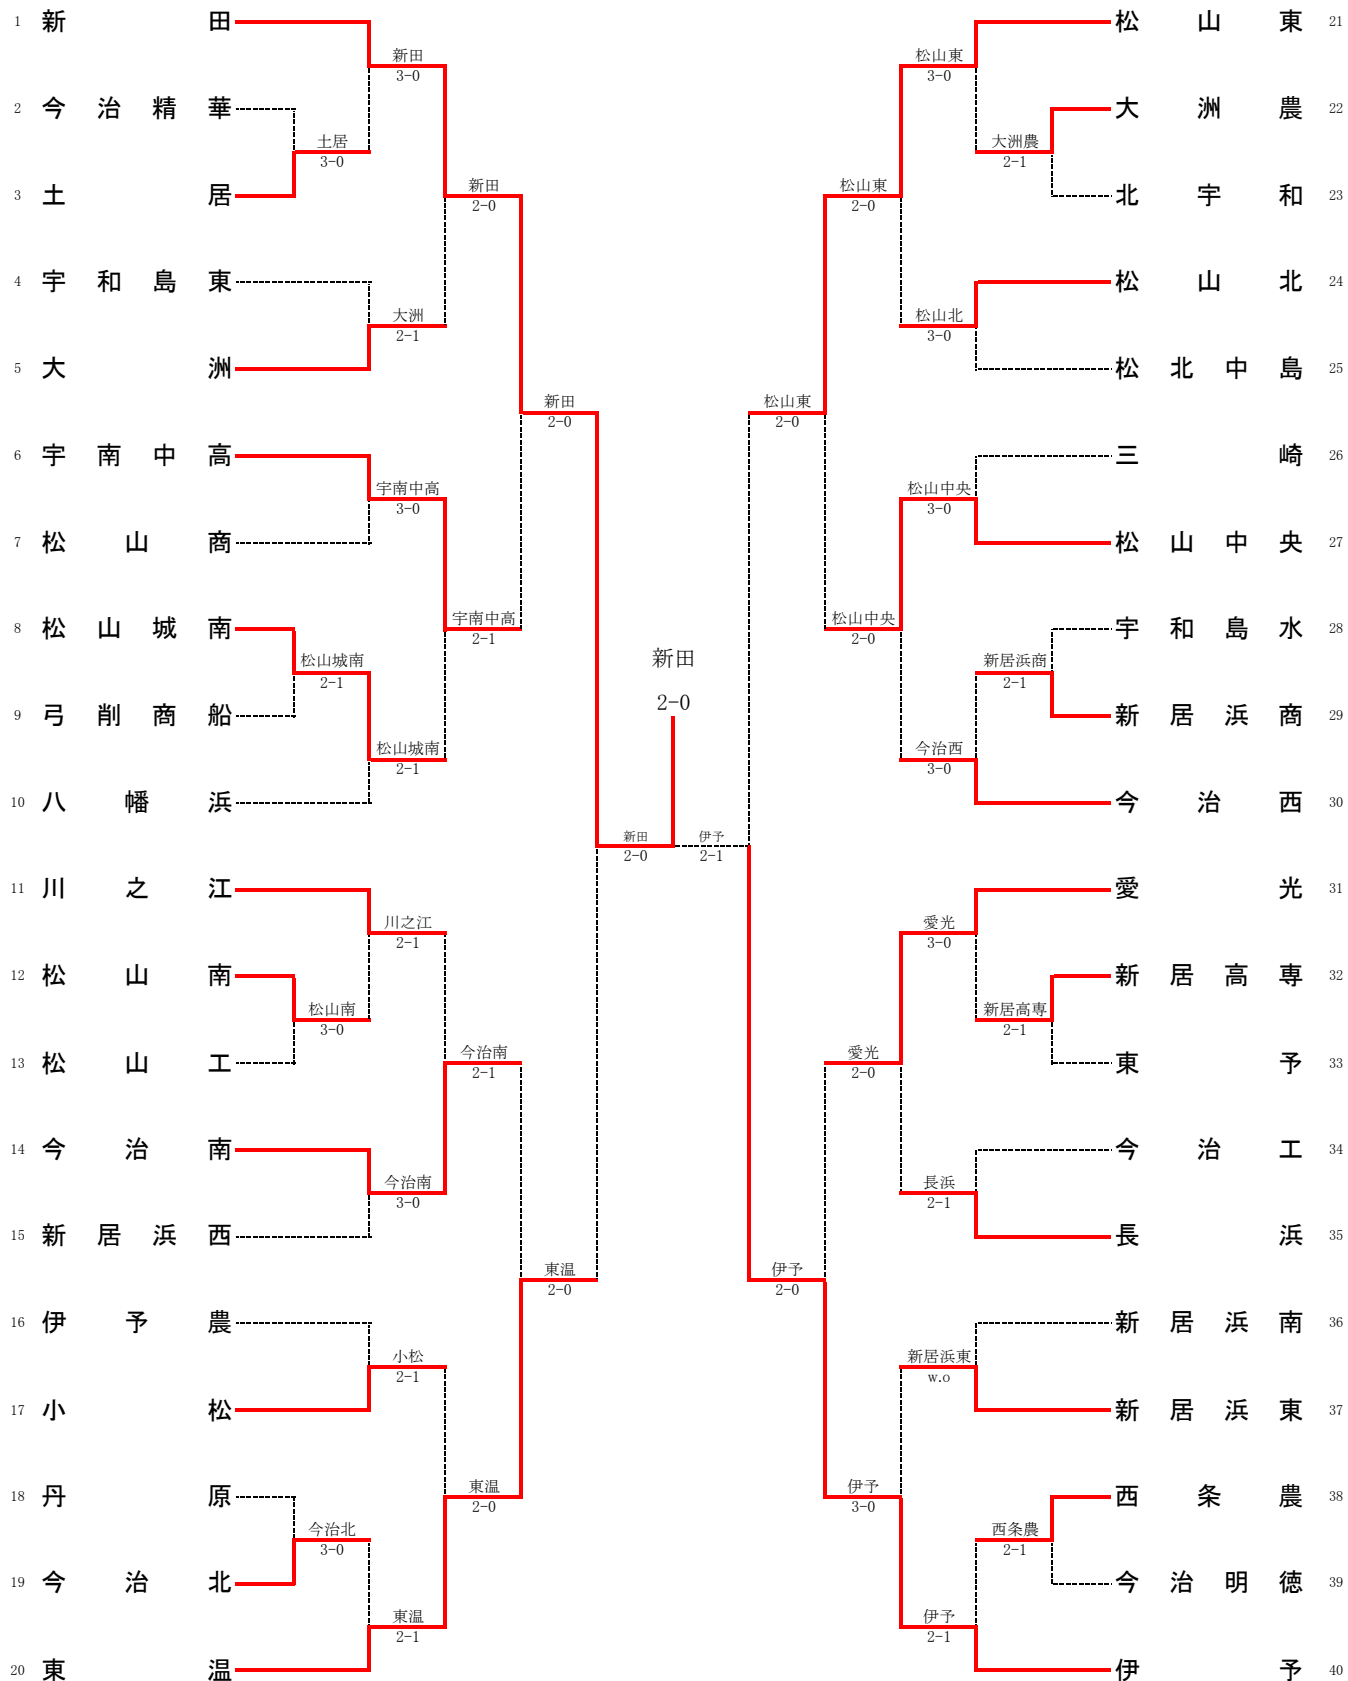 1 新田
2 今治精華
3 土居
4 宇和島東
5 大洲
6 宇南中高
7 松山商
8 松山城南
9 弓削商船
10 八幡浜
11 川之江
12 松山南
13 松山工
14 今治南
15 新居浜西
16 伊予農
17 小松
18 丹原
19 今治北
20 東温
土居
3-0
松山城南
2-1
松山南
3-0
今治北
3-0
新田
3-0
大洲
2-1
宇南中高
3-0
松山城南
2-1
川之江
2-1
今治南
3-0
小松
2-1
東温
2-1
新田
2-0
宇南中高
2-1
今治南
2-1
東温
2-0
新田
2-0
東温
2-0
新田
2-0
新田
2-0
伊予
2-1
松山東
2-0
伊予
2-0
松山東
2-0
松山中央
2-0
愛光
2-0
伊予
3-0
松山東
3-0
松山北
3-0
松山中央
3-0
今治西
3-0
愛光
3-0
長浜
2-1
新居浜東
w.o
伊予
2-1
大洲農
2-1
新居浜商
2-1
新居高専
2-1
西条農
2-1
松山東 21
大洲農 22
北宇和 23
松山北 24
松北中島 25
三崎 26
松山中央 27
宇和島水 28
新居浜商 29
今治西 30
愛光 31
新居高専 32
東予 33
今治工 34
長浜 35
新居浜南 36
新居浜東 37
西条農 38
今治明徳 39
伊予 40